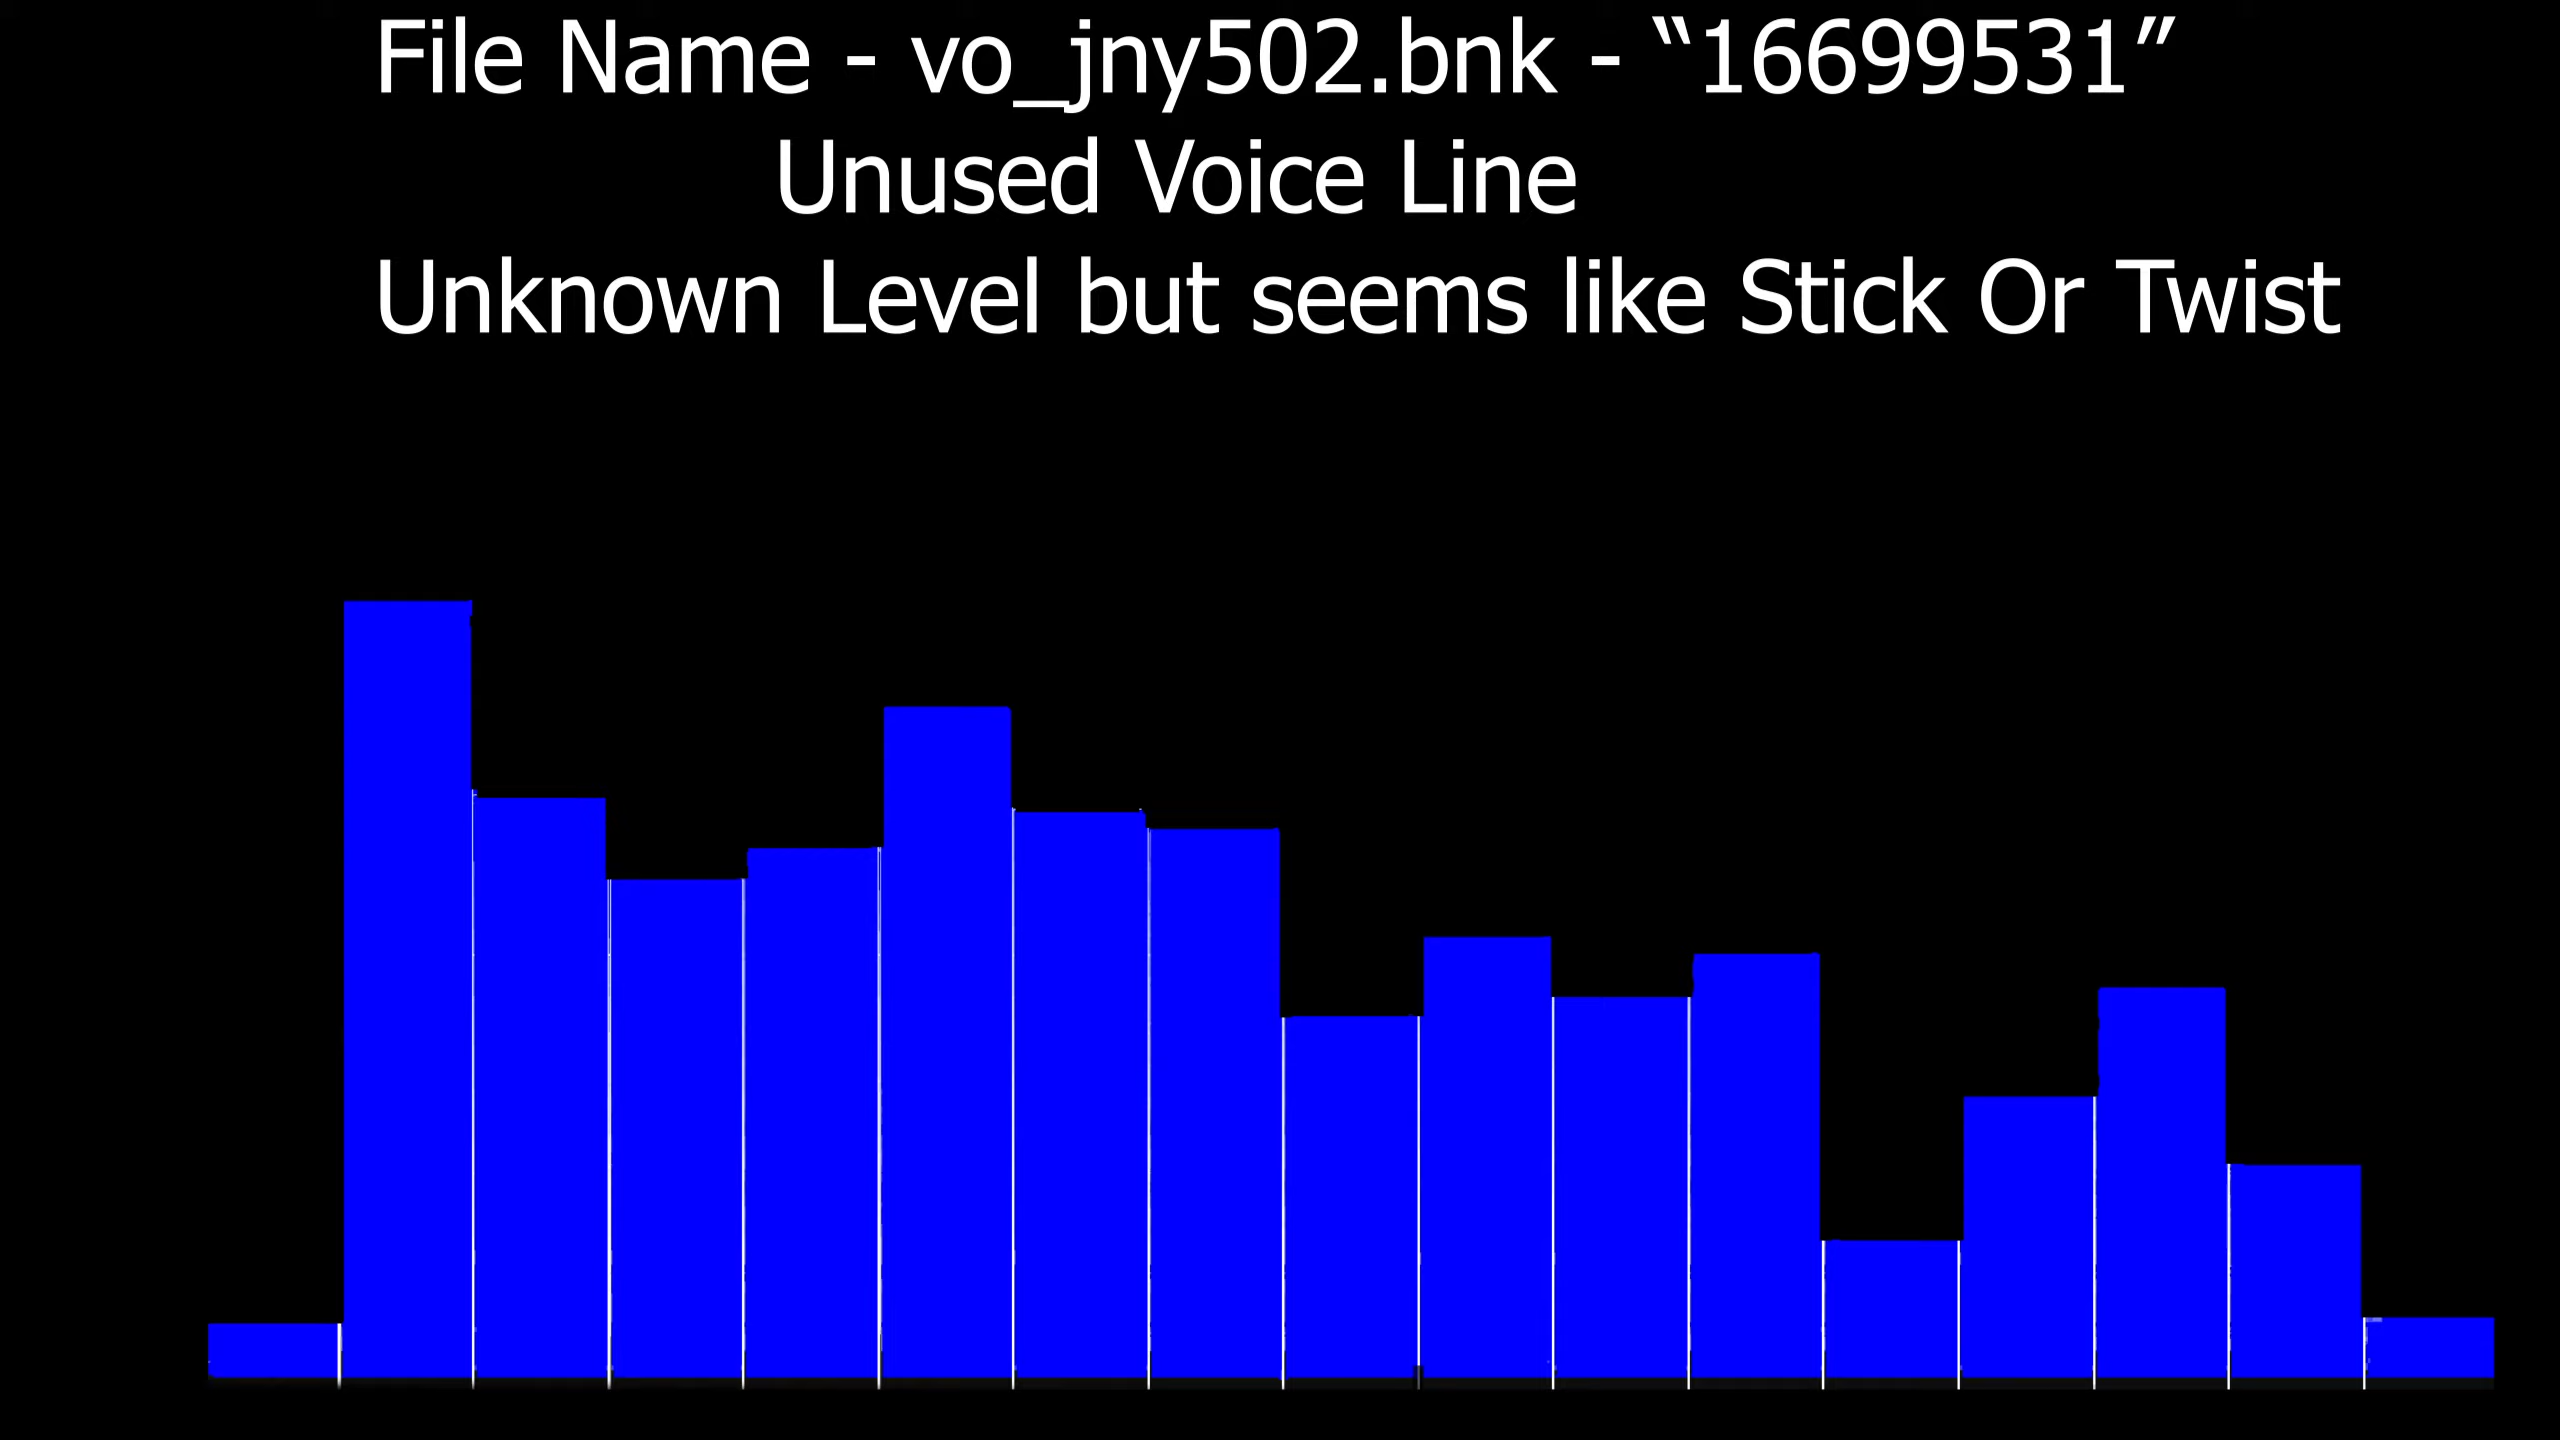 File Name - vo_jny502.bnk - “16699531”
Unused Voice Line
Unknown Level but seems like Stick Or Twist